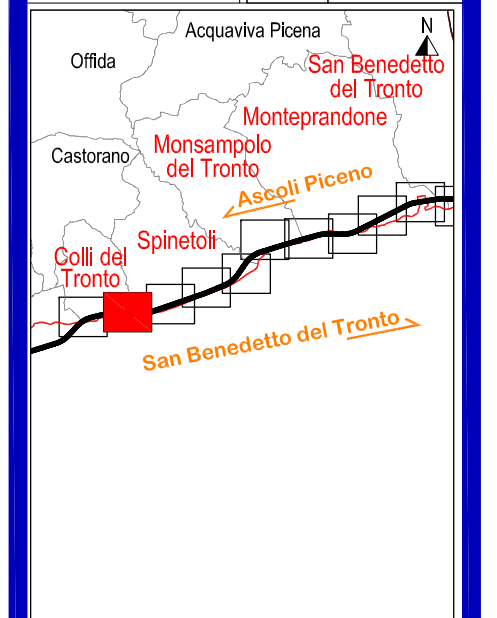 Acquaviva Picena
N
Offida
San Benedetto
del Tronto
Monteprandone
Monsampolo
del Tronto
Castorano
Ascoli Piceno
Spinetoli
Colli del
Tronto
San Benedetto del Tronto